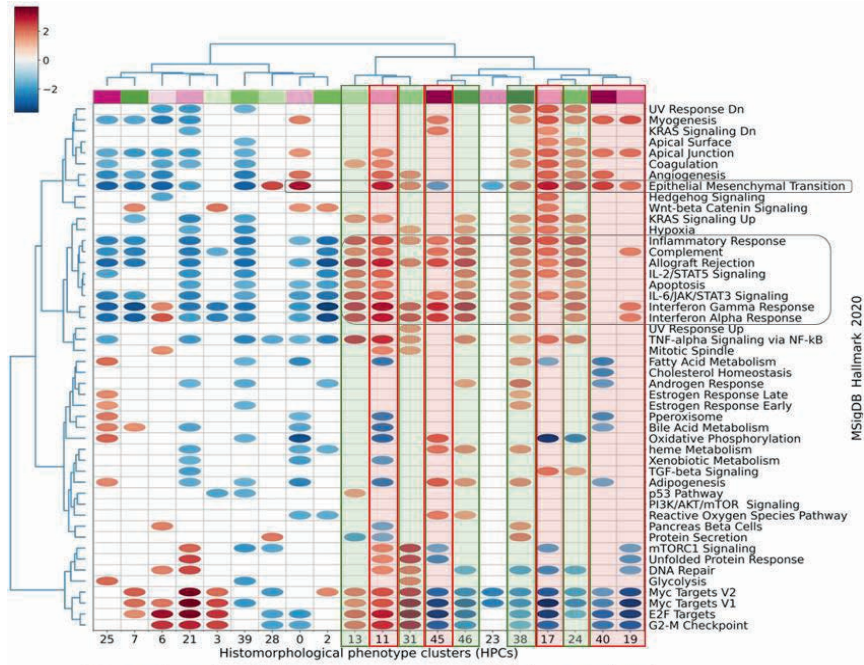 2
0
−2
UV Response Dn
Myogenesis
KRAS Signaling Dn
Apical Surface
Apical Junction
Coagulation
Angiogenesis
Epithelial Mesenchymal Transition
Hedgehog Signaling
Wnt-beta Catenin Signaling
KRAS Signaling Up
Hypoxia
Inflammatory Response
Complement
Allograft Rejection
IL-2/STAT5 Signaling
Apoptosis
IL-6/JAK/STAT3 Signaling
Interferon Gamma Response
Interferon Alpha Response
UV Response Up
TNF-alpha Signaling via NF-kB
Mitotic Spindle
Fatty Acid Metabolism
Cholesterol Homeostasis
Androgen Response
Estrogen Response Late
Estrogen Response Early
Pperoxisome
Bile Acid Metabolism
Oxidative Phosphorylation
heme Metabolism
Xenobiotic Metabolism
TGF-beta Signaling
Adipogenesis
p53 Pathway
PI3K/AKT/mTOR Signaling
Reactive Oxygen Species Pathway
Pancreas Beta Cells
Protein Secretion
mTORC1 Signaling
Unfolded Protein Response
DNA Repair
Glycolysis
Myc Targets V2
Myc Targets V1
E2F Targets
G2-M Checkpoint
MSigDB Hallmark 2020
25 7 6 21 3 39 28 0 2 13 11 31 45 46 23 38 17 24 40 19
Histomorphological phenotype clusters (HPCs)